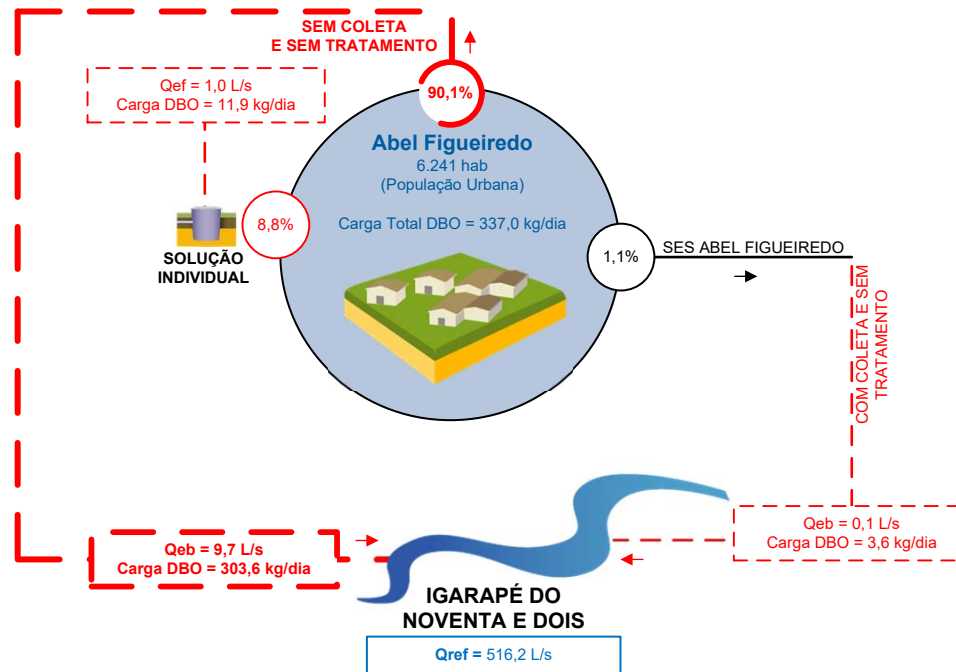 SEM COLETA
E SEM TRATAMENTO
Qef = 1,0 L/s
Carga DBO = 11,9 kg/dia
90,1%
Abel Figueiredo
6.241 hab
(População Urbana)
Carga Total DBO = 337,0 kg/dia
8,8%
SOLUÇÃO
INDIVIDUAL
1,1%
SES ABEL FIGUEIREDO
COM COLETA E SEM
TRATAMENTO
Qeb = 9,7 L/s
Carga DBO = 303,6 kg/dia
Qeb = 0,1 L/s
Carga DBO = 3,6 kg/dia
IGARAPÉ DO
NOVENTA E DOIS
Qref = 516,2 L/s